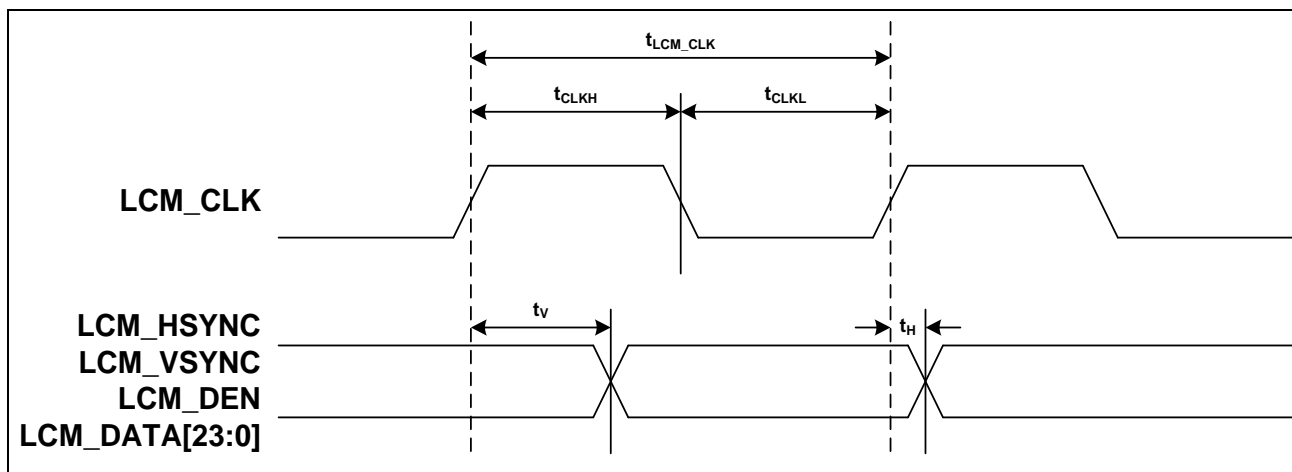 tLCM_CLK
tCLKH
tCLKL
LCM_CLK
tV
tH
LCM_HSYNC
LCM_VSYNC
LCM_DEN
LCM_DATA[23:0]